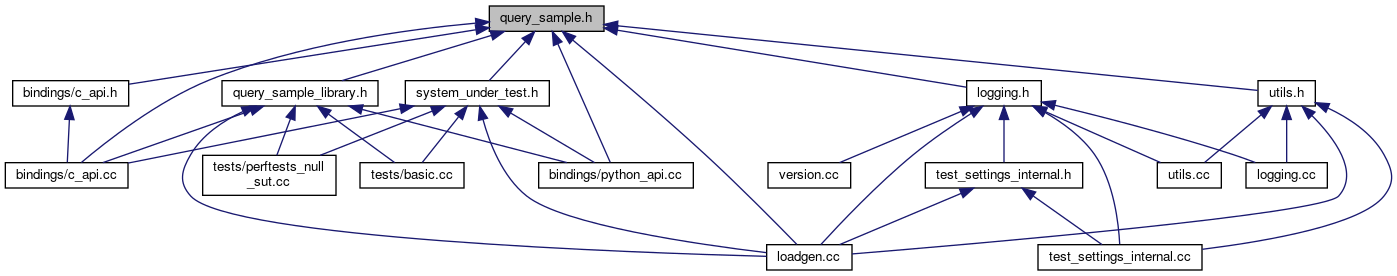 query_sample.h
bindings/c_api.h
query_sample_library.h
system_under_test.h
logging.h
utils.h
bindings/c_api.cc
tests/perftests_null
_sut.cc
tests/basic.cc
bindings/python_api.cc
version.cc
test_settings_internal.h
utils.cc
logging.cc
loadgen.cc
test_settings_internal.cc